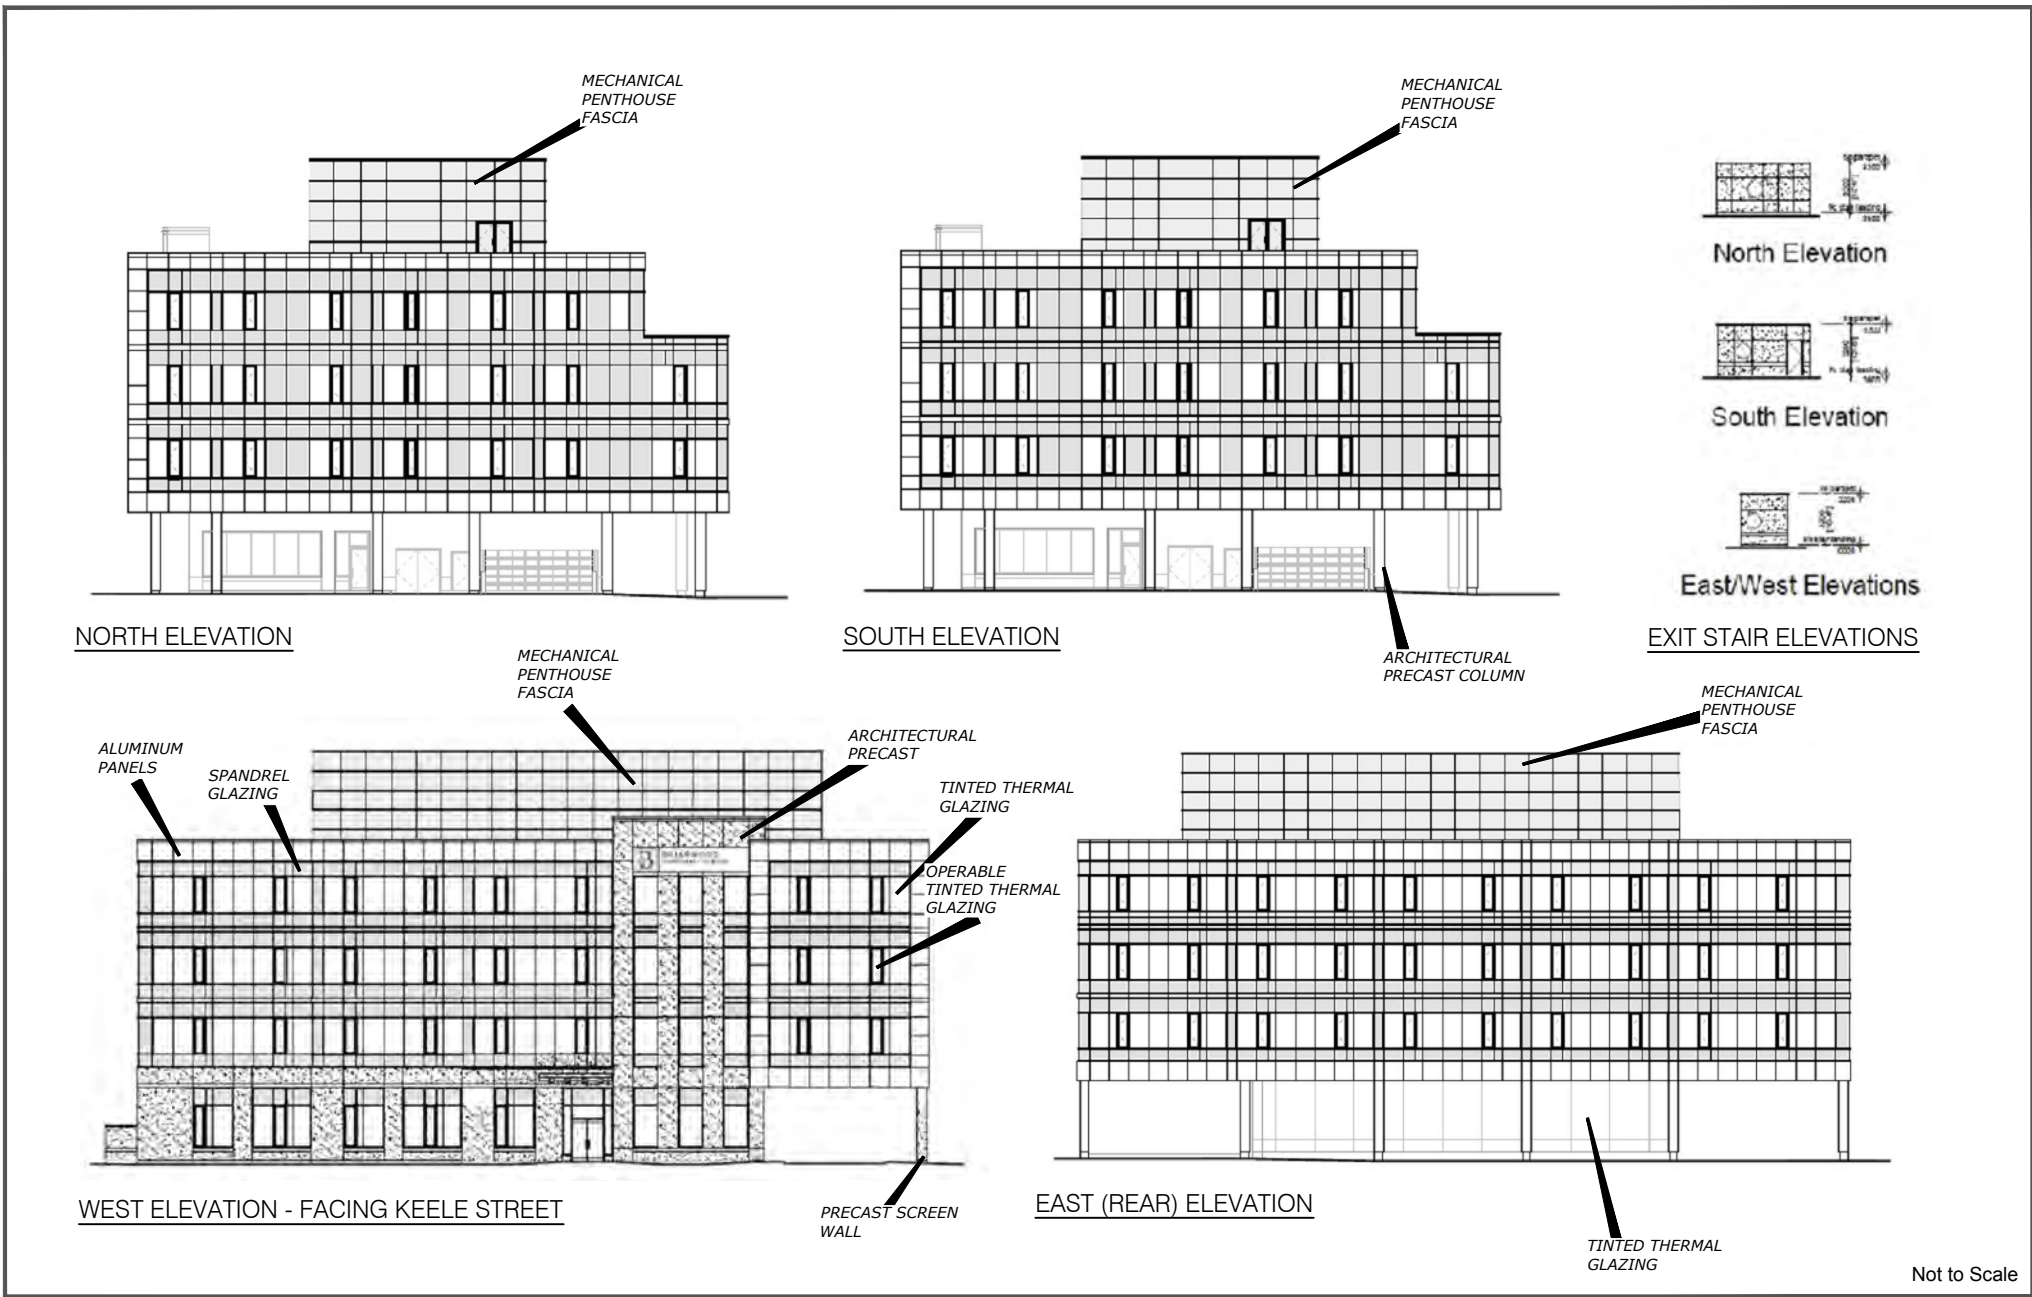 MECHANICAL
PENTHOUSE
FASCIA
MECHANICAL
PENTHOUSE
FASCIA
North Elevation
South Elevation
East/West Elevations
NORTH ELEVATION
SOUTH ELEVATION
EXIT STAIR ELEVATIONS
ARCHITECTURAL
PRECAST COLUMN
MECHANICAL
PENTHOUSE
FASCIA
MECHANICAL
PENTHOUSE
FASCIA
ALUMINUM
PANELS
SPANDREL
GLAZING
ARCHITECTURAL
PRECAST
TINTED THERMAL
GLAZING
OPERABLE
TINTED THERMAL
GLAZING
B
WEST ELEVATION - FACING KEELE STREET
PRECAST SCREEN
WALL
EAST (REAR) ELEVATION
TINTED THERMAL
GLAZING
Not to Scale